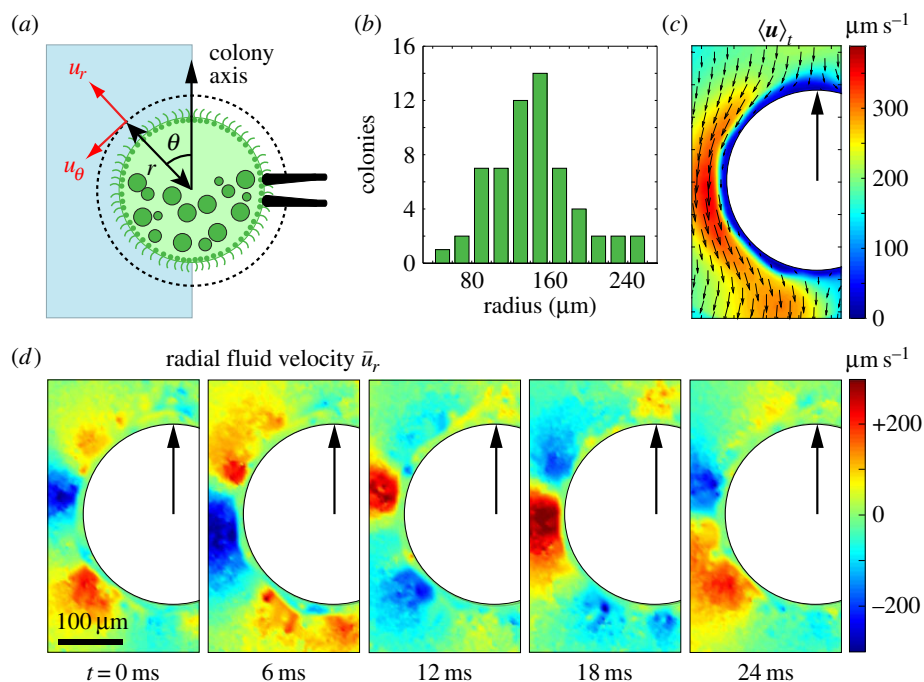 (a)
colony
axis
u_r
u_θ
θ
r
(b)
16
12
8
4
0
colonies
80
160
240
radius (μm)
(c)
⟨u⟩_t
μm s⁻¹
300
200
100
0
(d)
radial fluid velocity ū_r
μm s⁻¹
+200
+100
0
–100
–200
100 μm
t = 0 ms
6 ms
12 ms
18 ms
24 ms